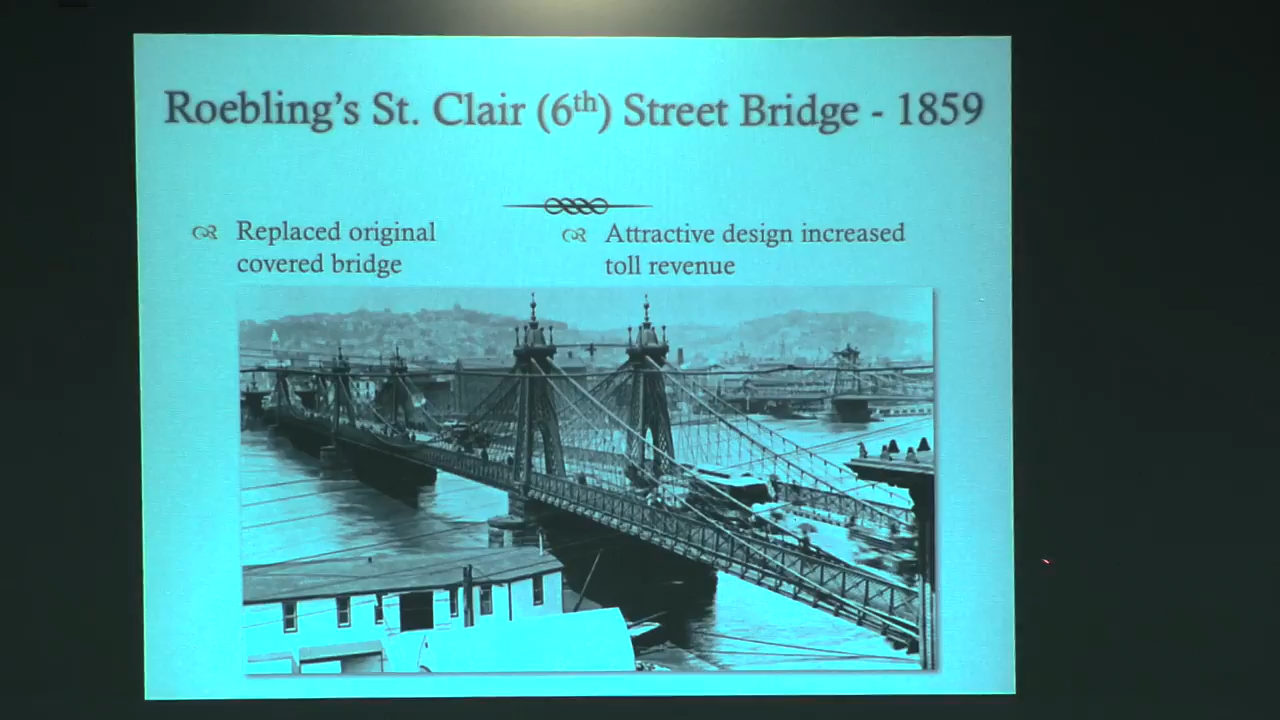 Roebling's St. Clair (6th) Street Bridge - 1859
Replaced original
covered bridge
Attractive design increased
toll revenue